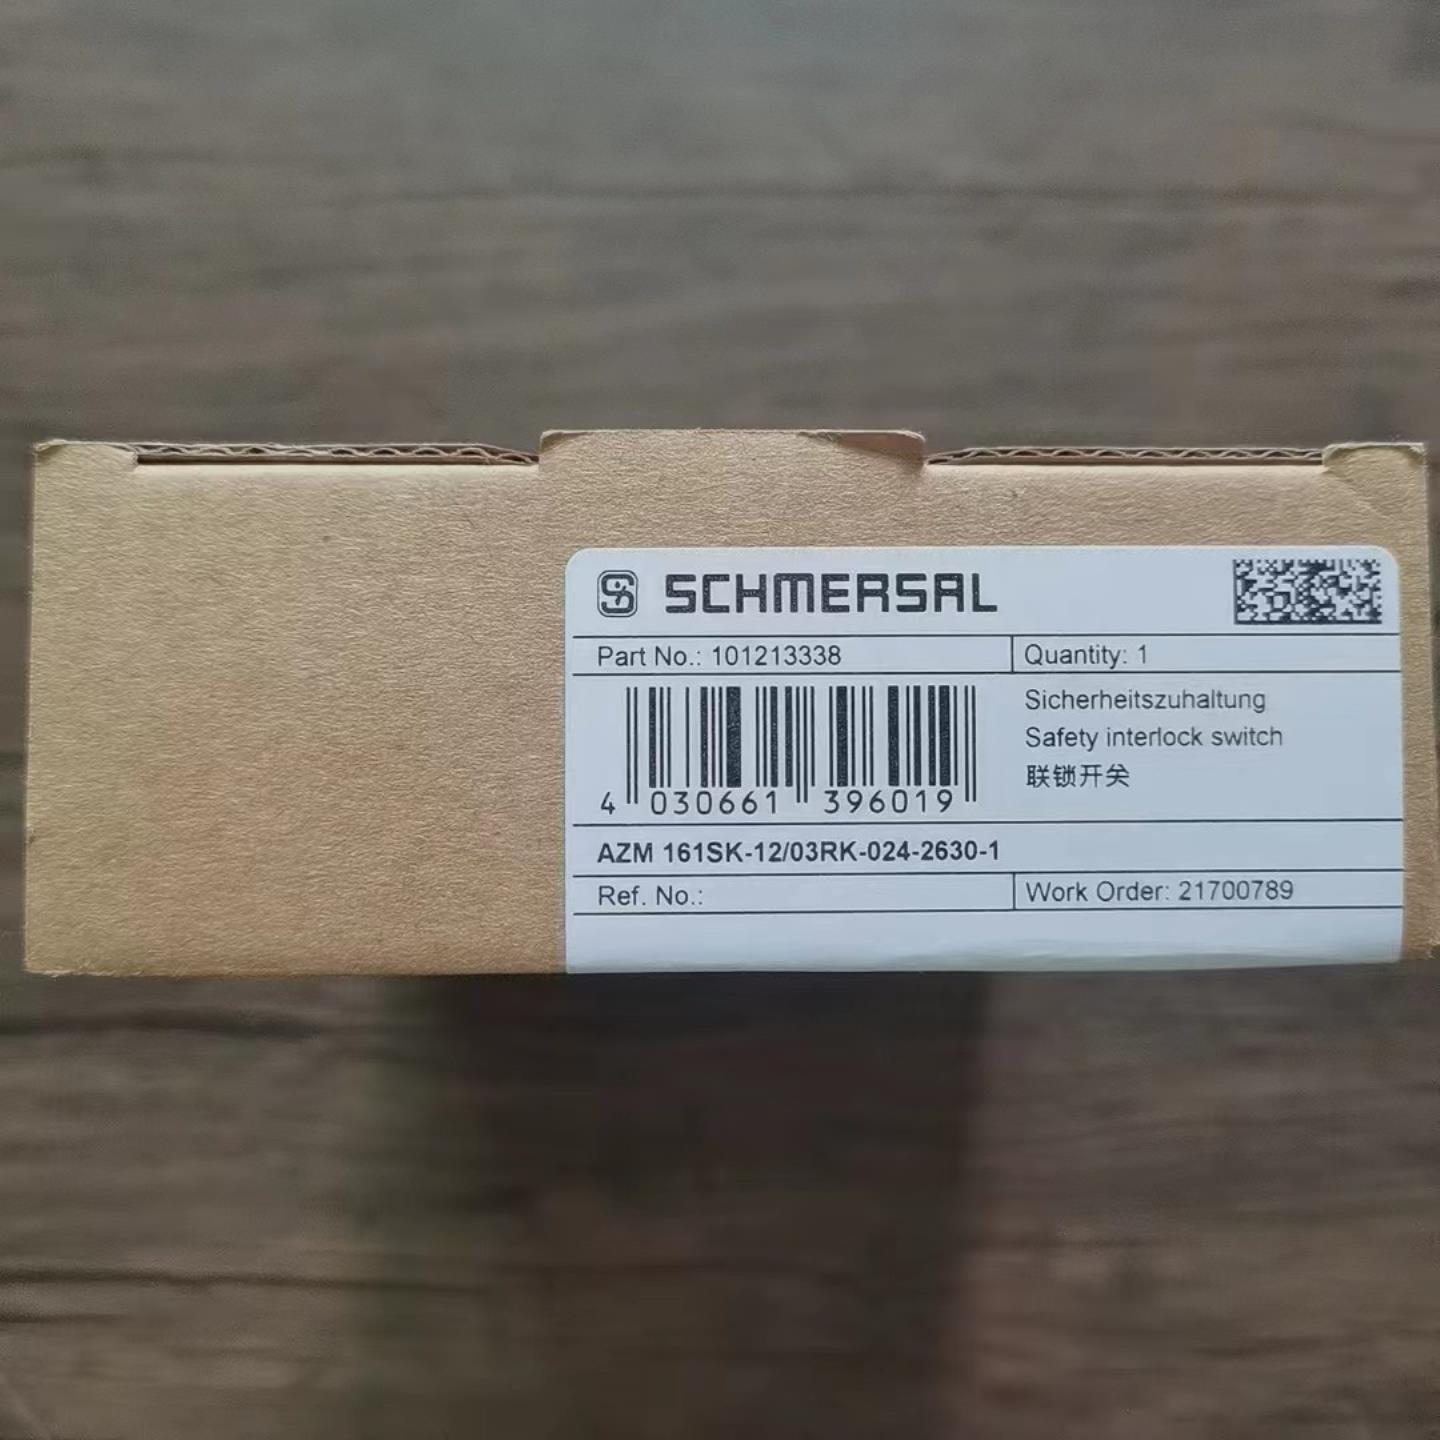 SCHMERSAL
Part No.: 101213338
Quantity: 1
4 030661 396019
Sicherheitszuhaltung
Safety interlock switch
联锁开关
AZM 161SK-12/03RK-024-2630-1
Ref. No.:
Work Order: 21700789